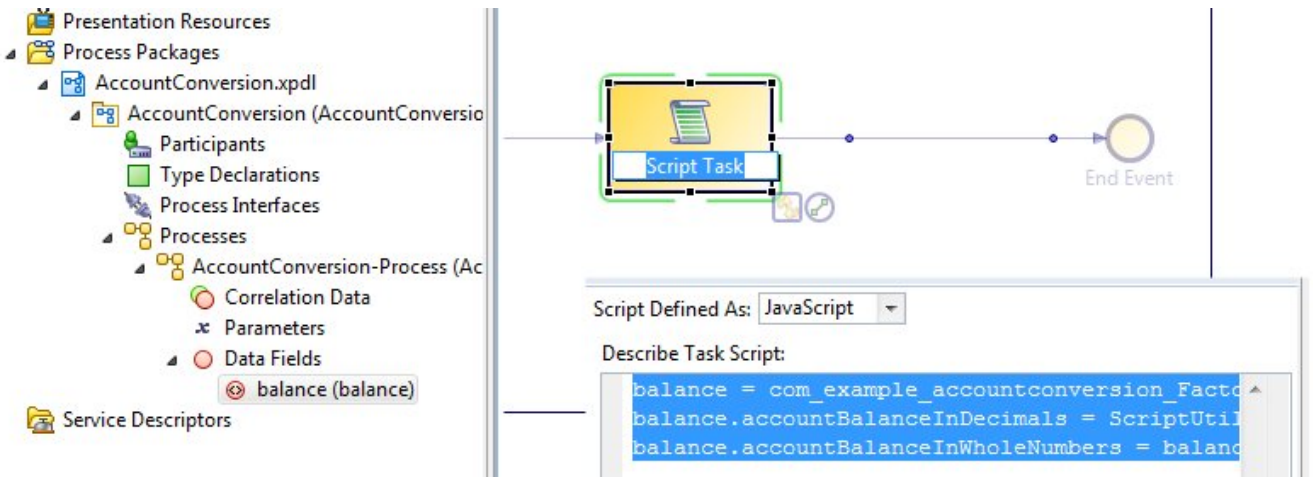 Presentation Resources
Process Packages
AccountConversion.xpdl
AccountConversion (AccountConversio
Participants
Type Declarations
Process Interfaces
Processes
AccountConversion-Process (Ac
Correlation Data
Parameters
Data Fields
balance (balance)
Service Descriptors
Script Task
End Event
Script Defined As: JavaScript
Describe Task Script:
balance = com_example_accountconversion_Facto
balance.accountBalanceInDecimals = ScriptUtil
balance.accountBalanceInWholeNumbers = balanc